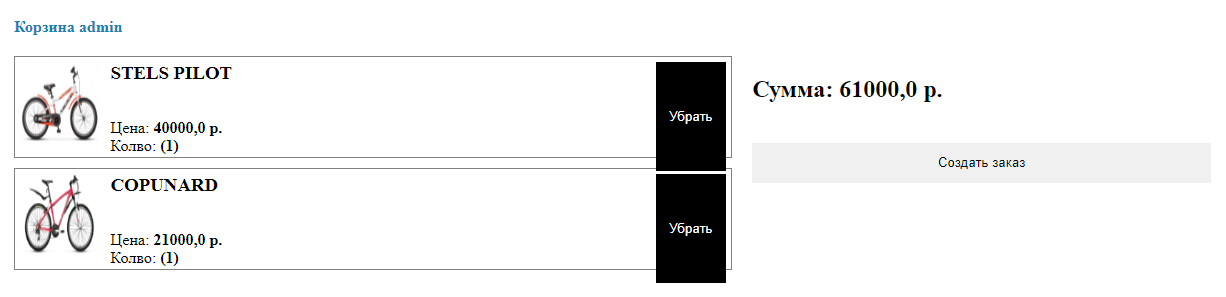 Корзина admin
STELS PILOT
Цена: 40000,0 р.
Колво: (1)
Убрать
COPUNARD
Цена: 21000,0 р.
Колво: (1)
Убрать
Сумма: 61000,0 р.
Создать заказ